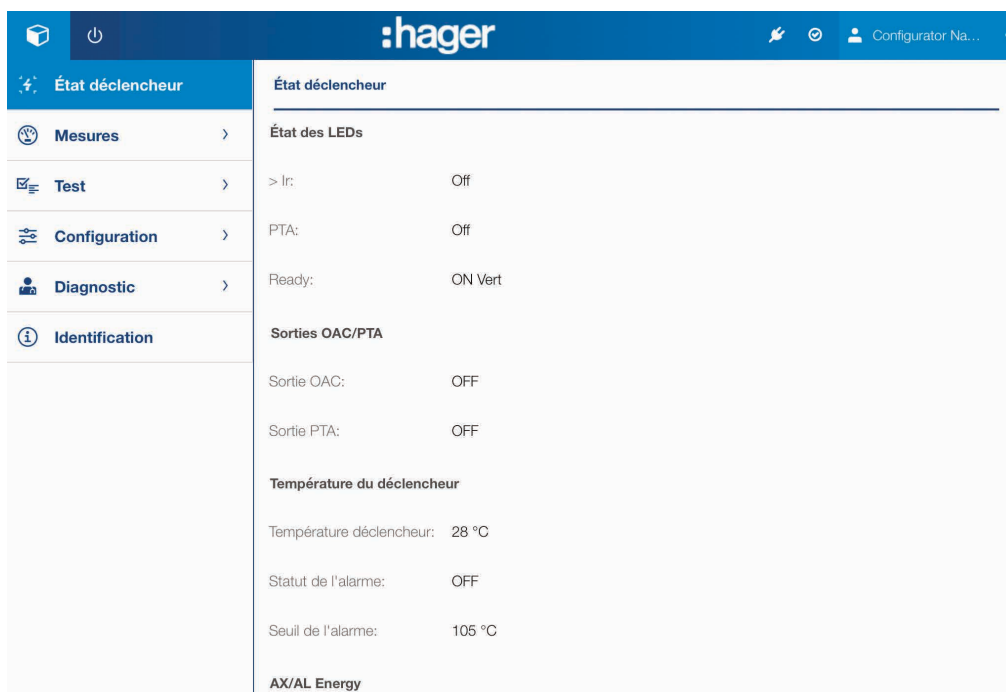 :hager
Configurator Na...
État déclencheur
Mesures
Test
Configuration
Diagnostic
Identification
État déclencheur
État des LEDs
> Ir: Off
PTA: Off
Ready: ON Vert
Sorties OAC/PTA
Sortie OAC: OFF
Sortie PTA: OFF
Température du déclencheur
Température déclencheur: 28 °C
Statut de l'alarme: OFF
Seuil de l'alarme: 105 °C
AX/AL Energy